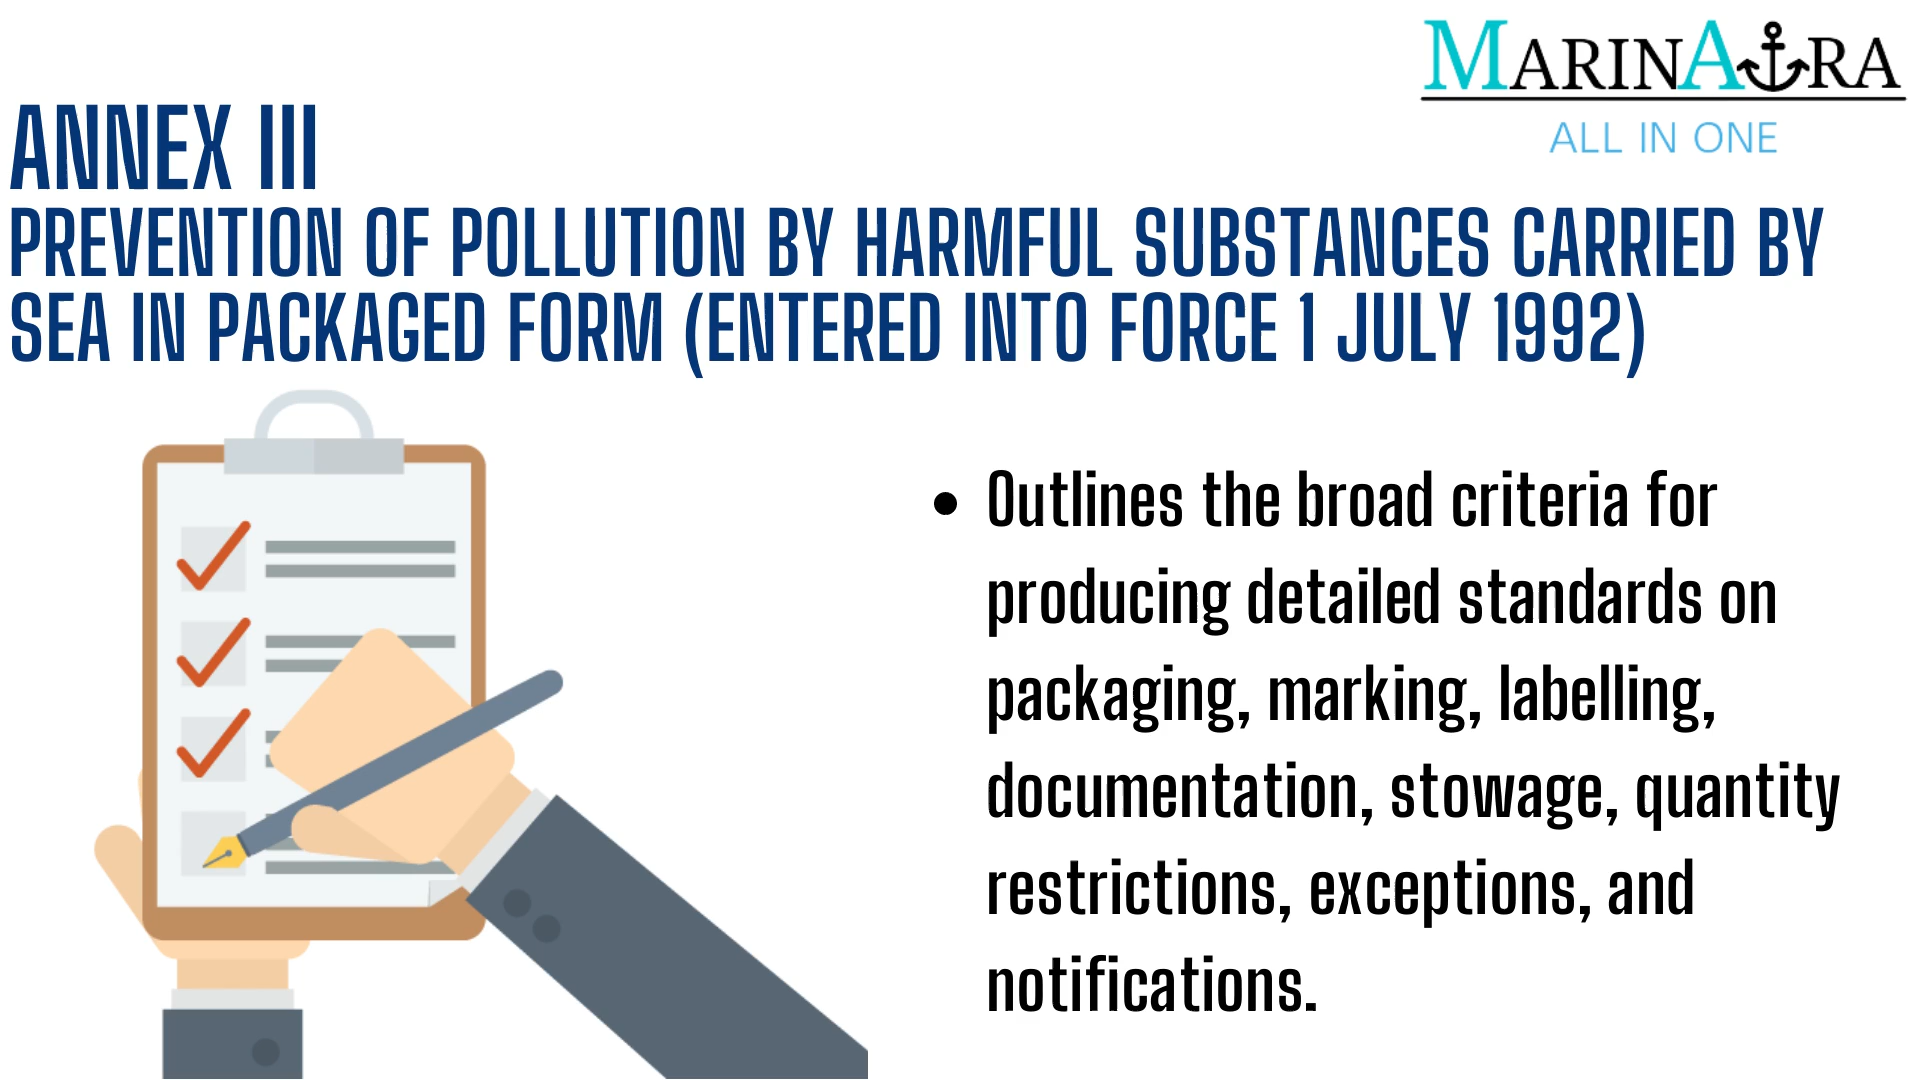 MARINAURA
ALL IN ONE
ANNEX III
PREVENTION OF POLLUTION BY HARMFUL SUBSTANCES CARRIED BY
SEA IN PACKAGED FORM (ENTERED INTO FORCE 1 JULY 1992)
• Outlines the broad criteria for
producing detailed standards on
packaging, marking, labelling,
documentation, stowage, quantity
restrictions, exceptions, and
notifications.